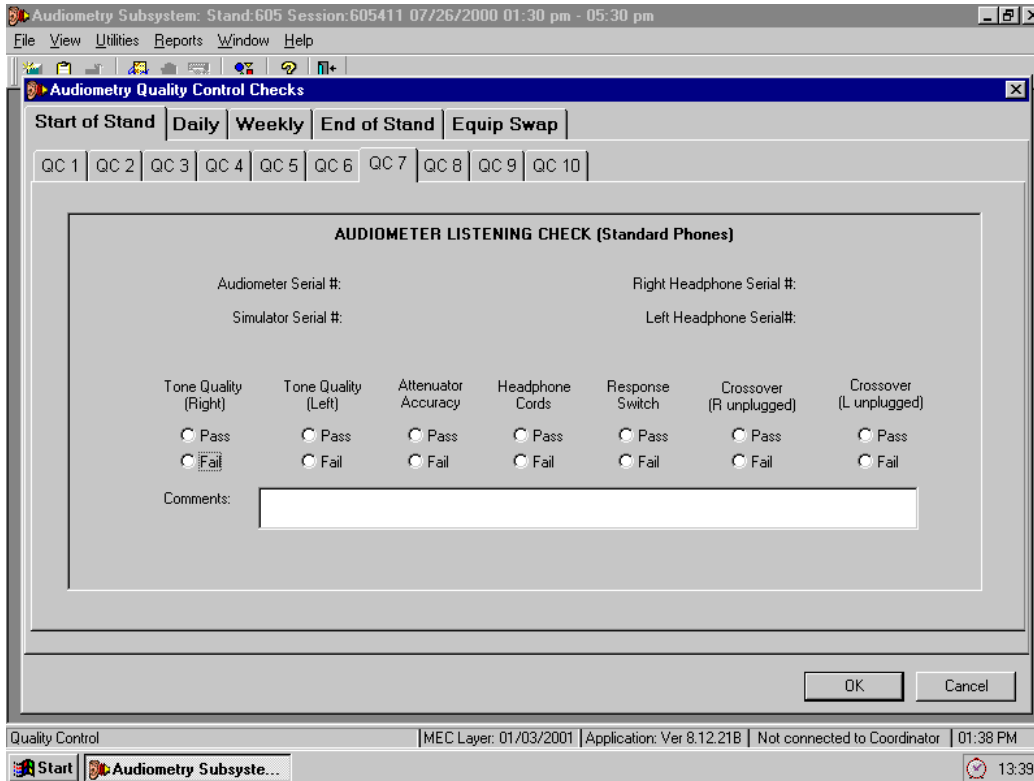 Audiometry Subsystem: Stand:605 Session:605411 07/26/2000 01:30 pm - 05:30 pm
File View Utilities Reports Window Help
Audiometry Quality Control Checks
Start of Stand Daily Weekly End of Stand Equip Swap
QC 1 QC 2 QC 3 QC 4 QC 5 QC 6 QC 7 QC 8 QC 9 QC 10
AUDIOMETER LISTENING CHECK (Standard Phones)
Audiometer Serial #: Right Headphone Serial #:
Simulator Serial #: Left Headphone Serial#:
Tone Quality Tone Quality Attenuator Headphone Response Crossover Crossover
(Right) (Left) Accuracy Cords Switch (R unplugged) (L unplugged)
Pass Pass Pass Pass Pass Pass Pass
Fail Fail Fail Fail Fail Fail Fail
Comments:
OK Cancel
Quality Control MEC Layer: 01/03/2001 Application: Ver 8.12.21B Not connected to Coordinator 01:38 PM
Start Audiometry Subsyste... 13:39